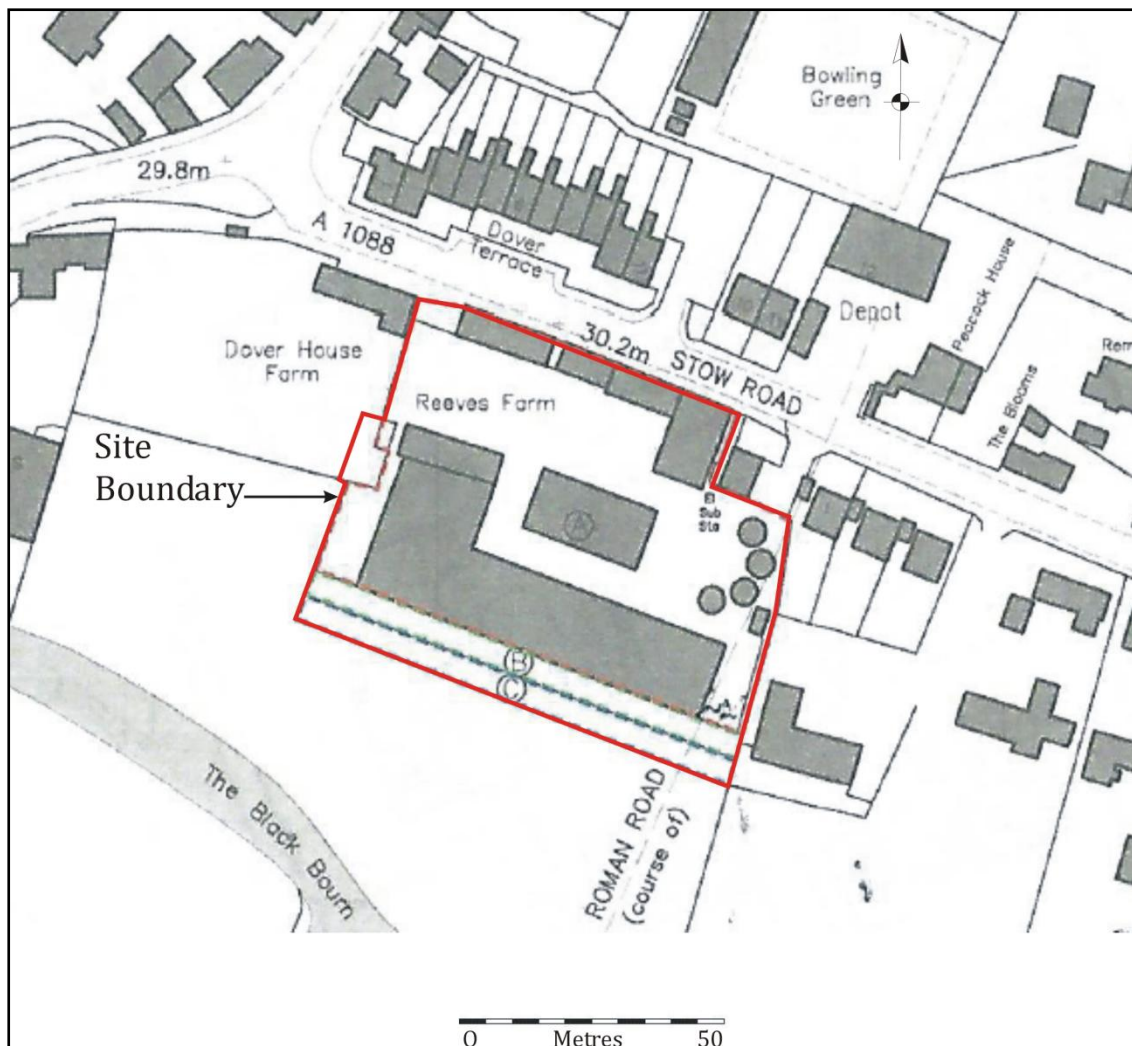 Bowling
Green
29.8m
A 1088
Dover
Terrace
Depot
Peacock House
30.2m
STOW ROAD
The Blooms
Dover House
Farm
Reeves Farm
Site
Boundary
El
Sub
Sta
A
B
C
The Black Bourn
ROMAN ROAD
(course of)
0 Metres 50